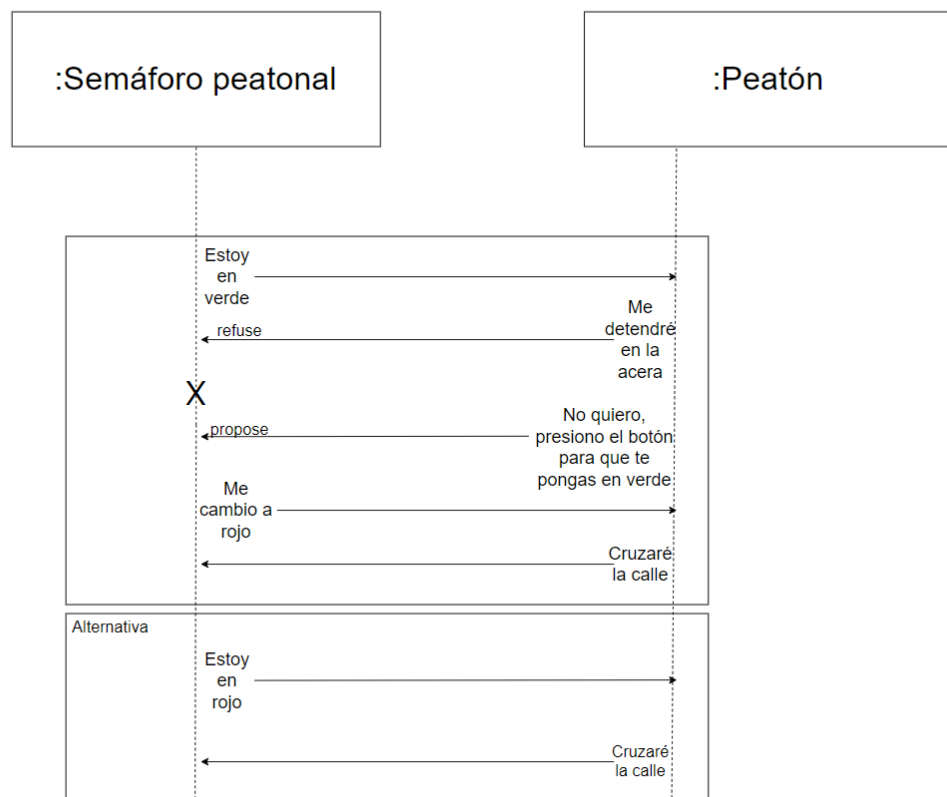 :Semáforo peatonal
:Peatón
Estoy
en
verde
Me
detendré
en la
acera
refuse
X
No quiero,
presiono el botón
para que te
pongas en verde
propose
Me
cambio a
rojo
Cruzaré
la calle
Alternativa
Estoy
en
rojo
Cruzaré
la calle